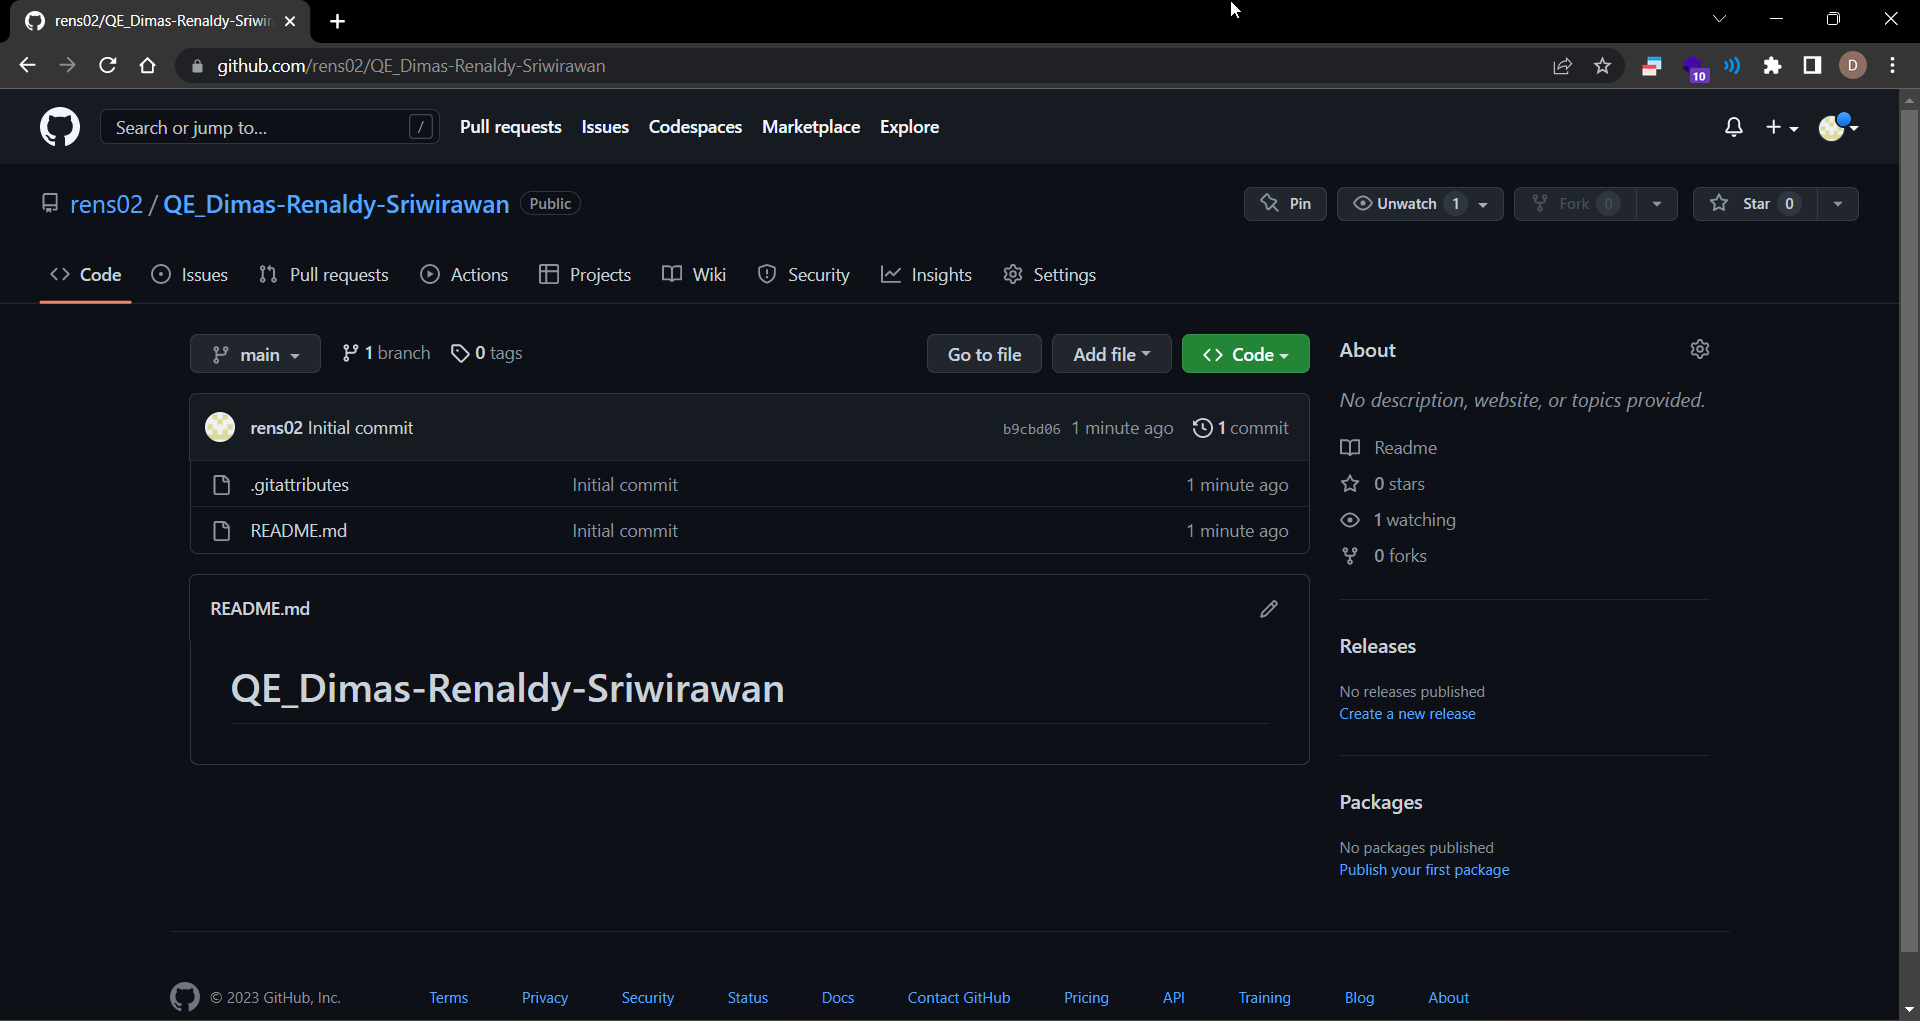 rens02/QE_Dimas-Renaldy-Sriwir
github.com/rens02/QE_Dimas-Renaldy-Sriwirawan
10
D
Search or jump to...
/
Pull requests Issues Codespaces Marketplace Explore
rens02 / QE_Dimas-Renaldy-Sriwirawan Public
Pin
Unwatch 1
Fork 0
Star 0
Code Issues Pull requests Actions Projects Wiki Security Insights Settings
main 1 branch 0 tags
Go to file Add file Code
rens02 Initial commit b9cbd06 1 minute ago 1 commit
.gitattributes Initial commit 1 minute ago
README.md Initial commit 1 minute ago
README.md
QE_Dimas-Renaldy-Sriwirawan
About
No description, website, or topics provided.
Readme
0 stars
1 watching
0 forks
Releases
No releases published
Create a new release
Packages
No packages published
Publish your first package
© 2023 GitHub, Inc. Terms Privacy Security Status Docs Contact GitHub Pricing API Training Blog About